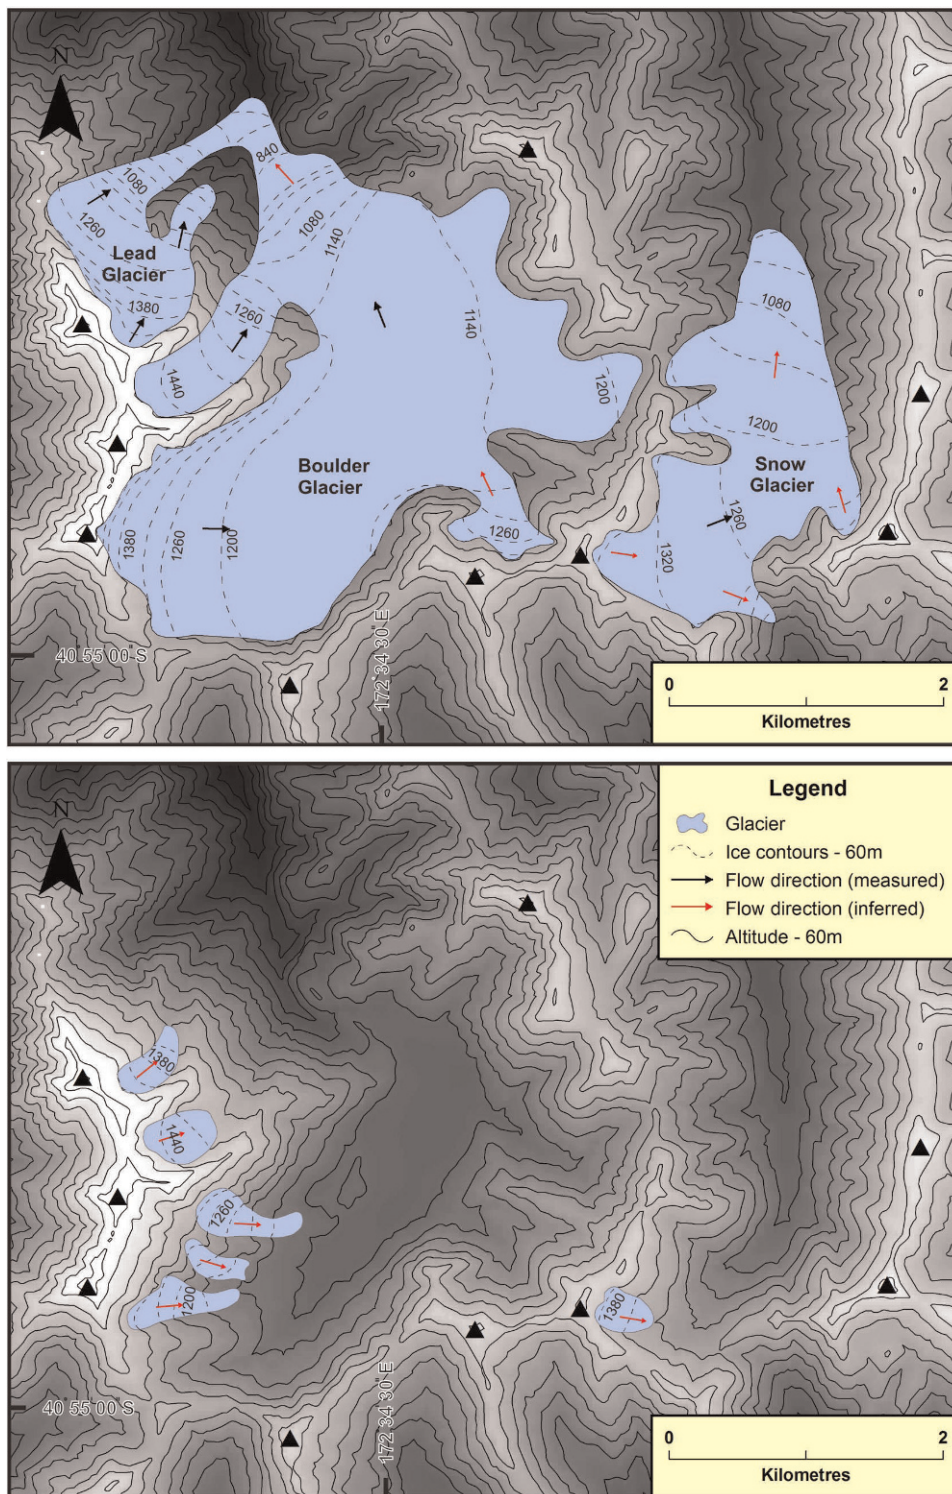 N
840
1080
1260
Lead
Glacier
1080
1140
1380
1260
1140
1440
1200
1080
1200
Boulder
Glacier
Snow
Glacier
1380
1260
1200
1260
1260
1320
40°55'00"S
172°34'30"E
0 2
Kilometres
N
Legend
Glacier
Ice contours - 60m
Flow direction (measured)
Flow direction (inferred)
Altitude - 60m
1380
1440
1260
1200
1380
40°55'00"S
172°34'30"E
0 2
Kilometres